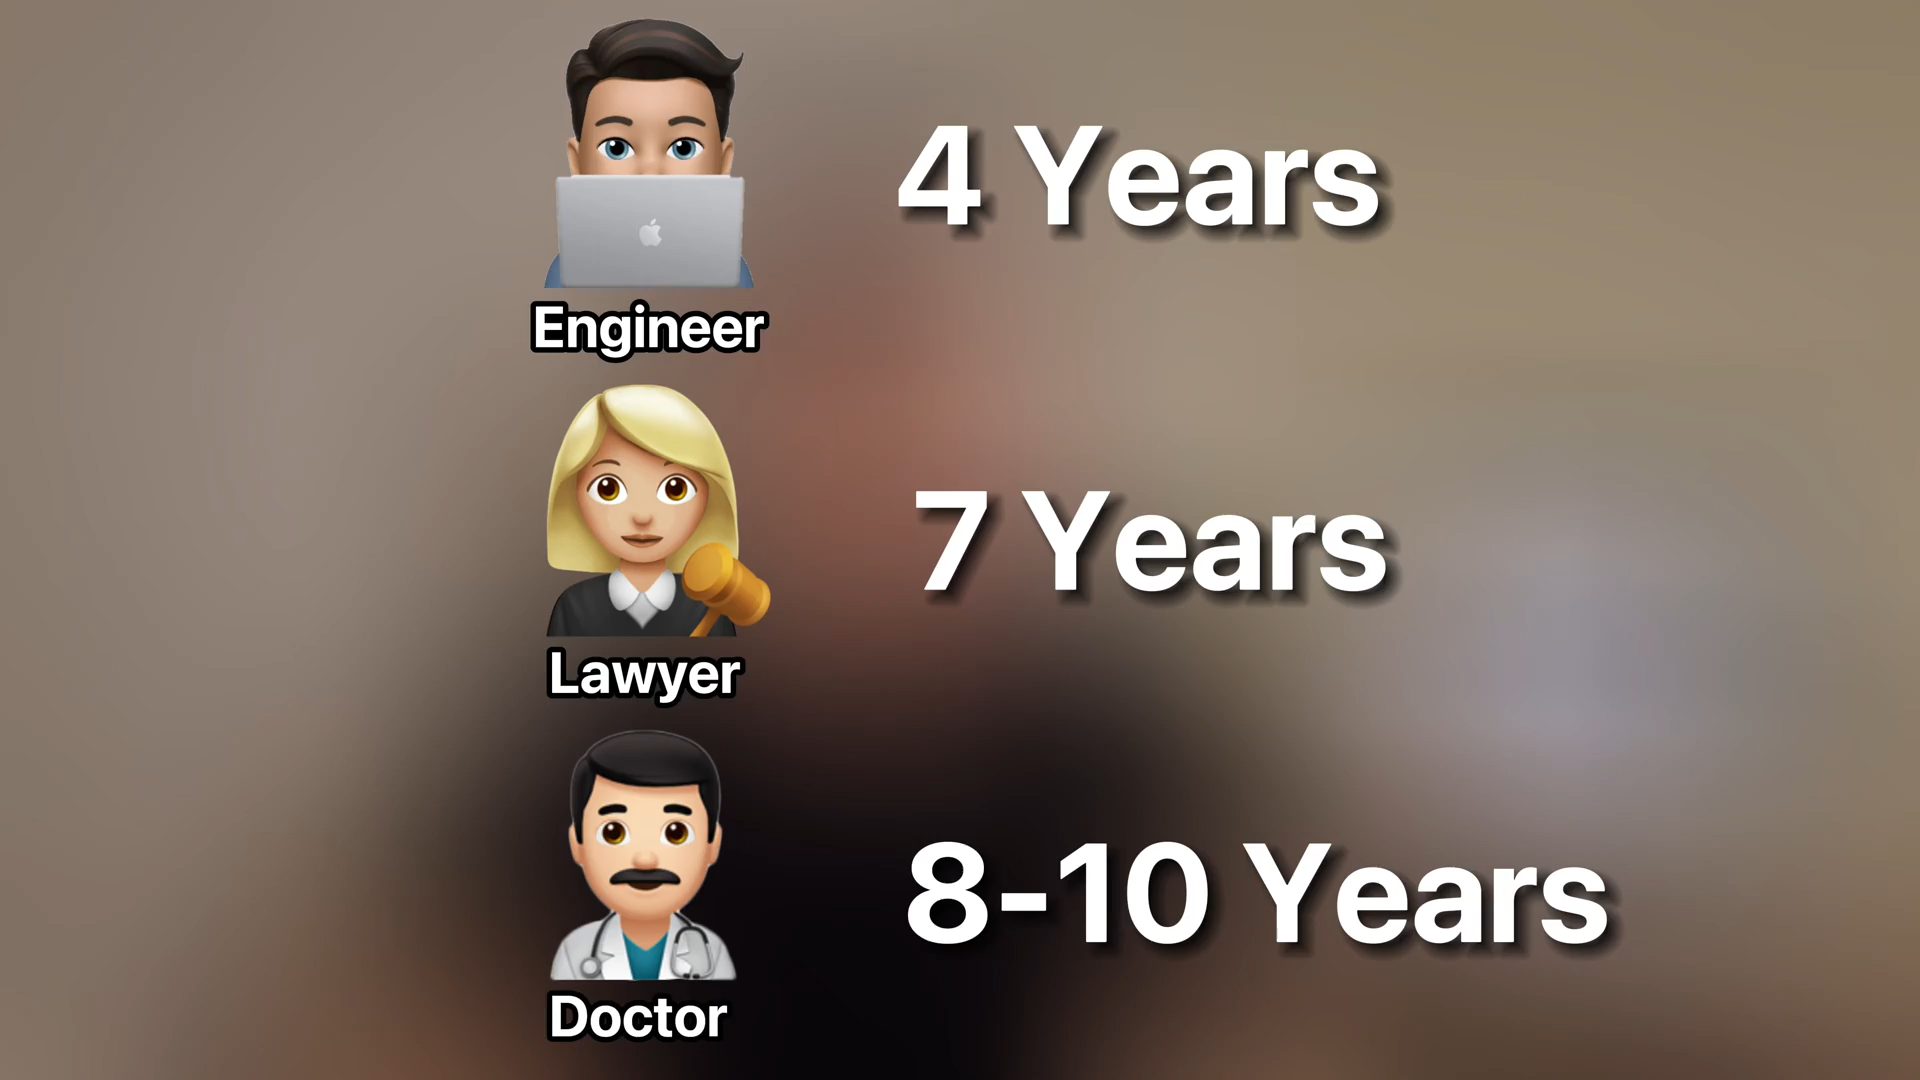 4 Years
Engineer
7 Years
Lawyer
8-10 Years
Doctor